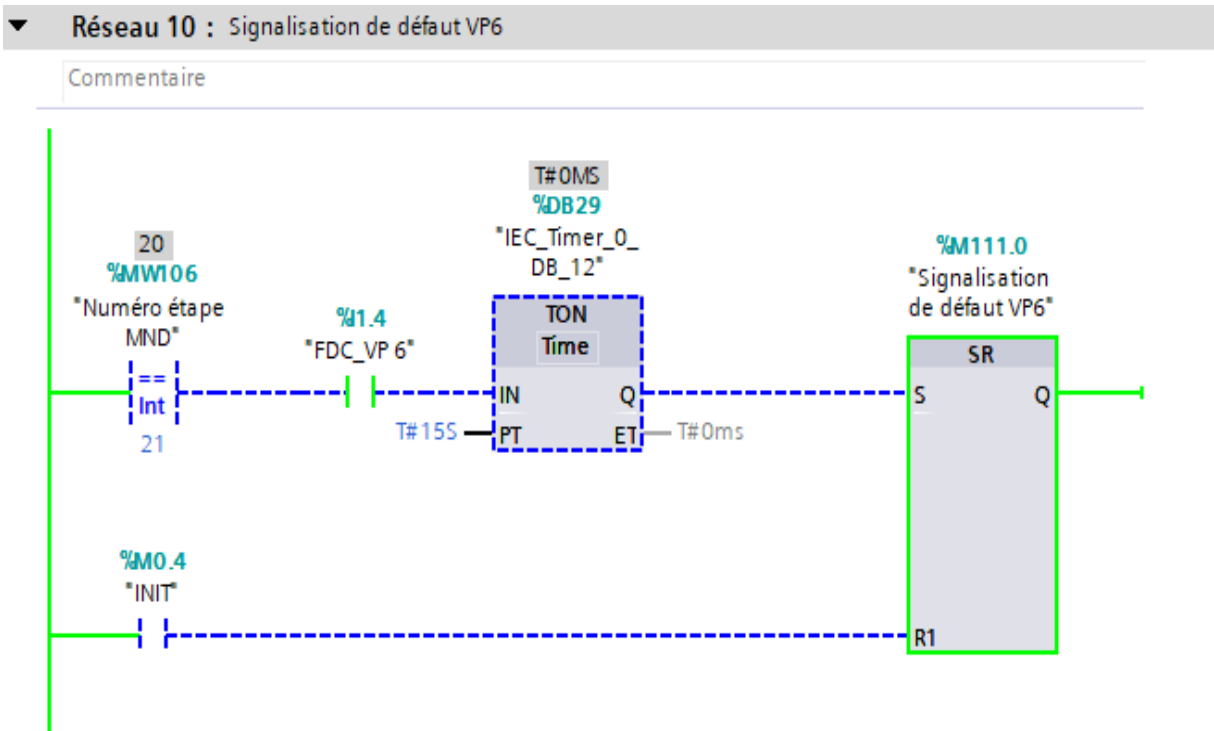 Réseau 10 : Signalisation de défaut VP6
Commentaire
T#0MS
%DB29
"IEC_Timer_0_
DB_12"
20
%MW106
"Numéro étape
MND"
==
Int
21
%I1.4
"FDC_VP 6"
TON
Time
IN Q
T#15S PT ET T#0ms
%M111.0
"Signalisation
de défaut VP6"
SR
S Q
R1
%M0.4
"INIT"